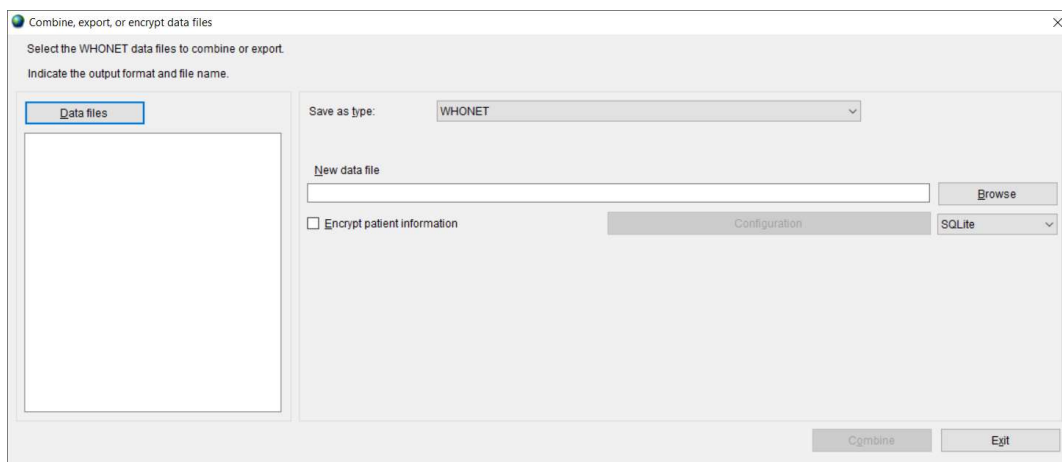 Combine, export, or encrypt data files
Select the WHONET data files to combine or export.
Indicate the output format and file name.
Data files
Save as type: WHONET
New data file
Browse
Encrypt patient information Configuration SQLite
Combine Exit